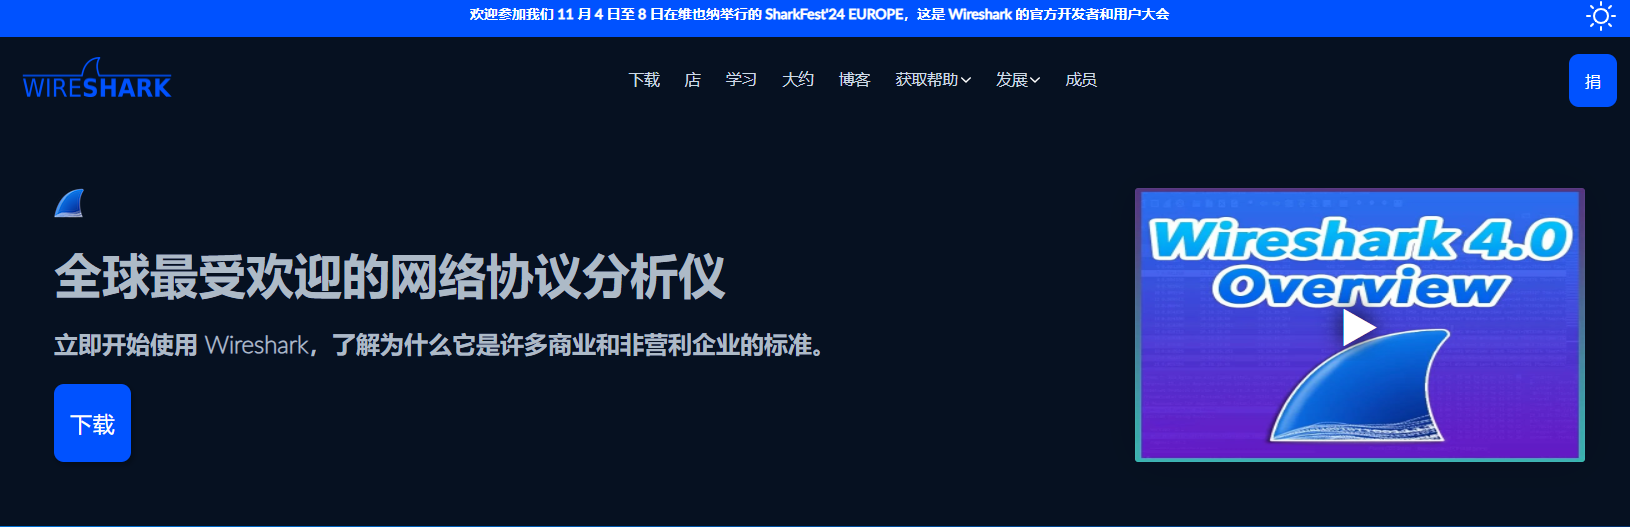 欢迎参加我们 11 月 4 日至 8 日在维也纳举行的 SharkFest'24 EUROPE，这是 Wireshark 的官方开发者和用户大会
WIRESHARK
下载 店 学习 大约 博客 获取帮助 发展 成员
捐
全球最受欢迎的网络协议分析仪
立即开始使用 Wireshark，了解为什么它是许多商业和非营利企业的标准。
下载
Wireshark 4.0
Overview